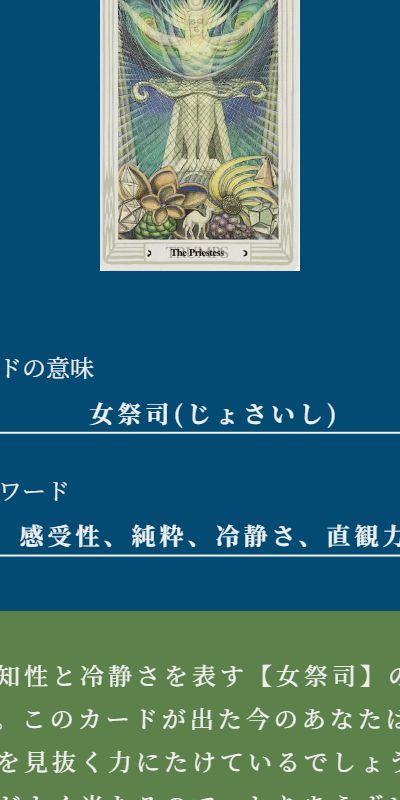 The Priestess
ドの意味
女祭司(じょさいし)
ワード
感受性、純粋、冷静さ、直観力
知性と冷静さを表す【女祭司】の
。このカードが出た今のあなたは
を見抜く力にたけているでしょう